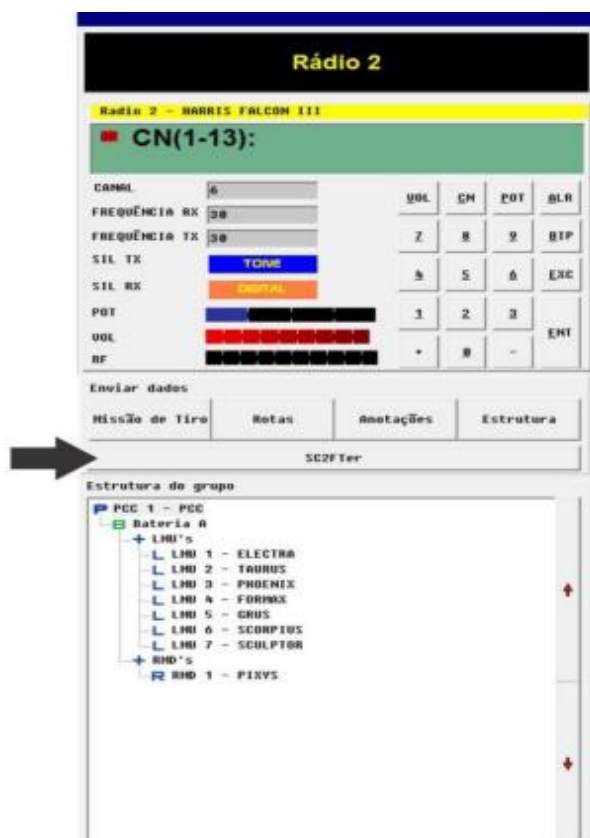 Rádio 2
Radio 2 - HARRIS FALCON III
CN(1-13):
CANAL 6
FREQUÊNCIA RX 30
FREQUÊNCIA TX 30
SIL TX TONE
SIL RX DIGITAL
POT
VOL
RF
VOL CN POT ALR
7 8 9 BIP
4 5 6 EXC
1 2 3 ENT
0 -
Enviar dados
Missão de Tiro Rotas Anotações Estrutura
SC2FTer
Estrutura do grupo
P PCC 1 - PCC
B Bateria A
+ LMU's
L LMU 1 - ELECTRA
L LMU 2 - TAURUS
L LMU 3 - PHOENIX
L LMU 4 - FORMAX
L LMU 5 - GRUS
L LMU 6 - SCORPIUS
L LMU 7 - SCULPTOR
+ RMD's
R RMD 1 - PIXYS